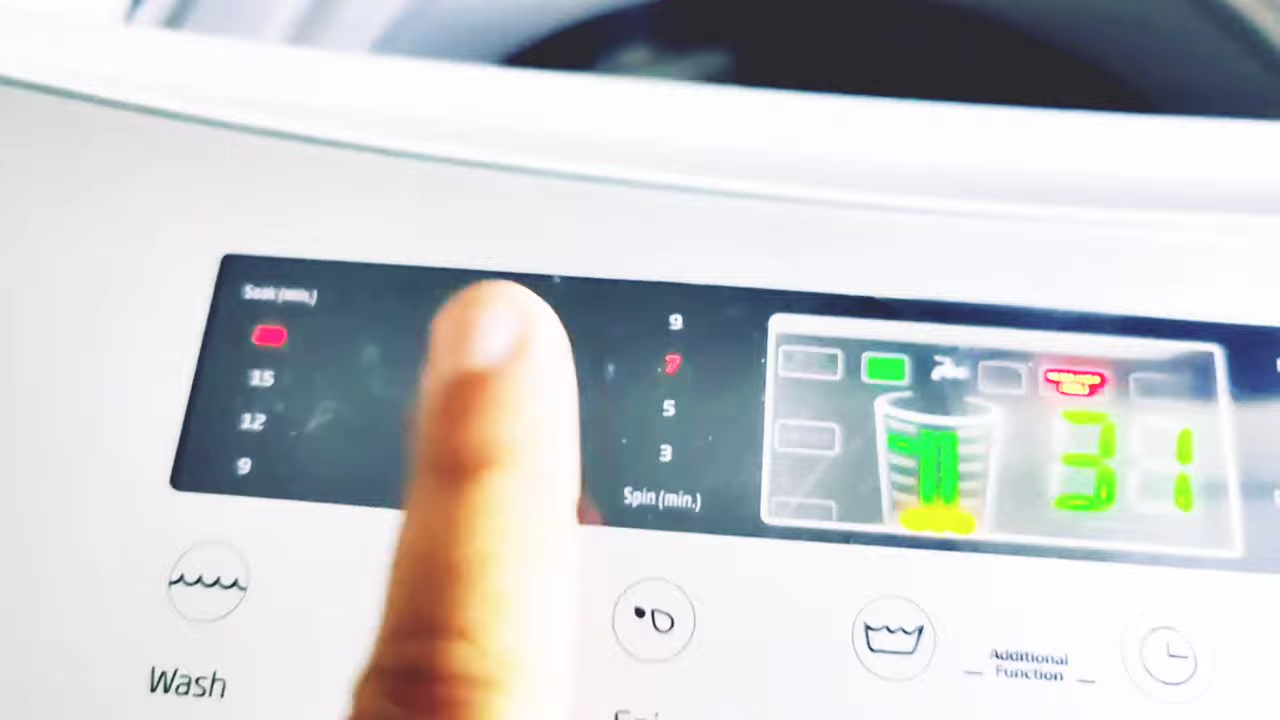 Soak (min.)
15
12
9
9
7
5
3
Spin (min.)
31
Wash
Additional
Function